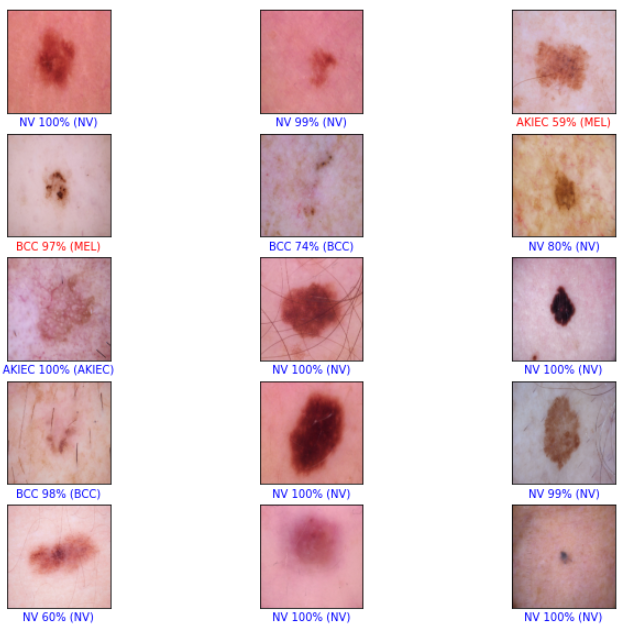 NV 100% (NV)
NV 99% (NV)
AKIEC 59% (MEL)
BCC 97% (MEL)
BCC 74% (BCC)
NV 80% (NV)
AKIEC 100% (AKIEC)
NV 100% (NV)
NV 100% (NV)
BCC 98% (BCC)
NV 100% (NV)
NV 99% (NV)
NV 60% (NV)
NV 100% (NV)
NV 100% (NV)